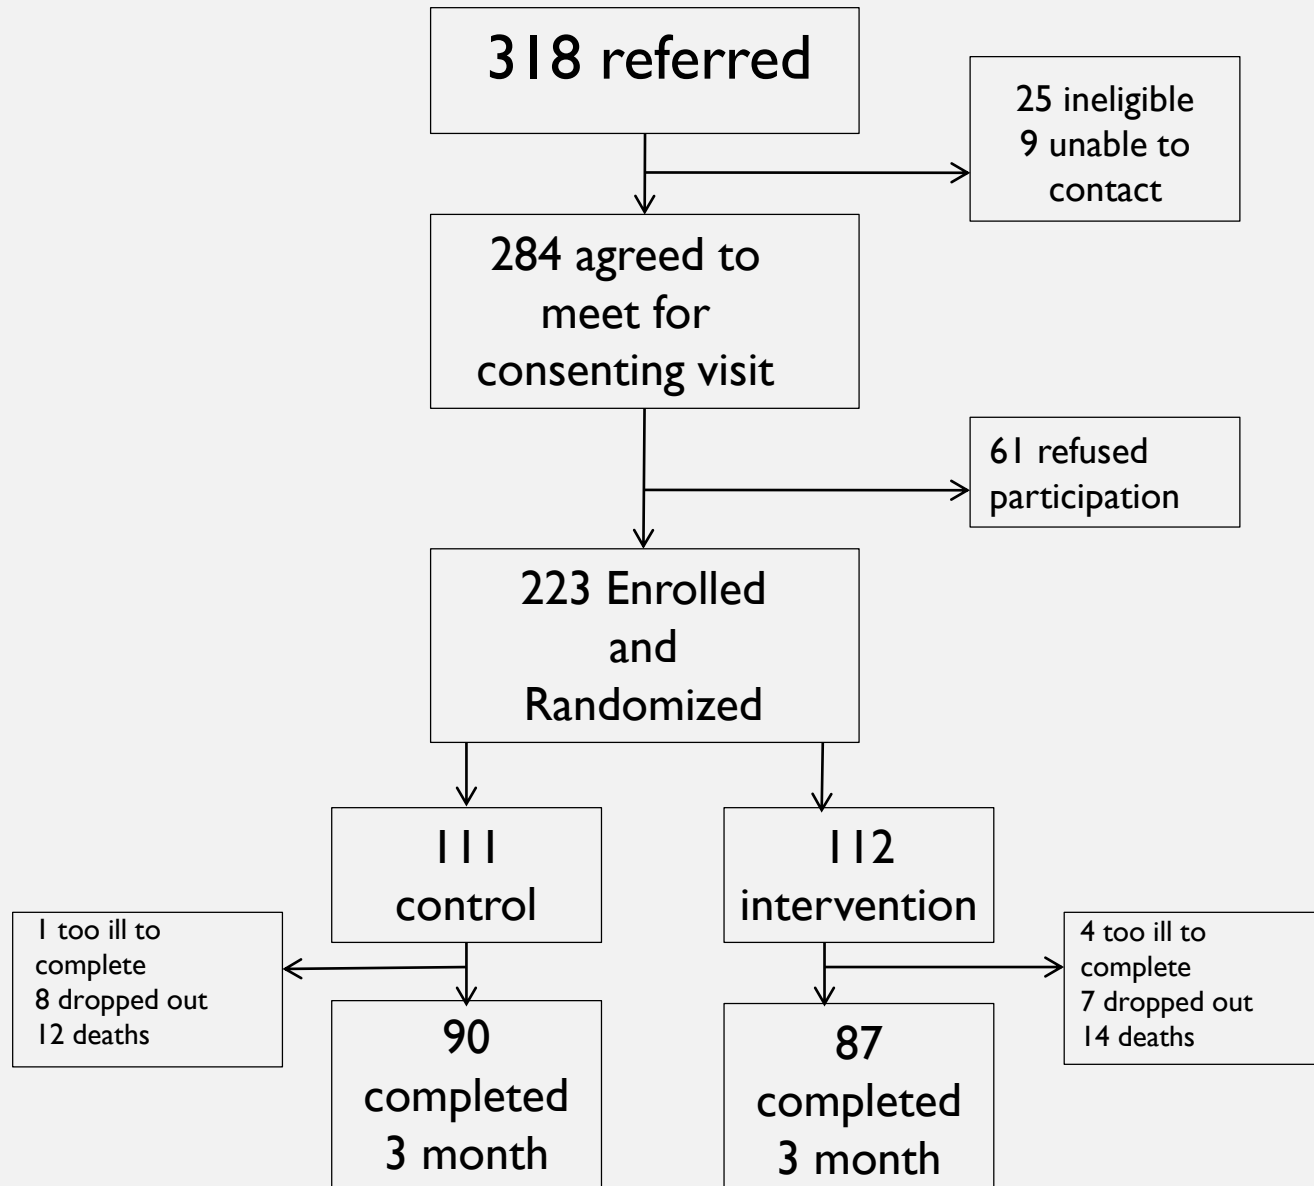 318 referred
25 ineligible
9 unable to
contact
284 agreed to
meet for
consenting visit
61 refused
participation
223 Enrolled
and
Randomized
111
control
112
intervention
1 too ill to
complete
8 dropped out
12 deaths
4 too ill to
complete
7 dropped out
14 deaths
90
completed
3 month
87
completed
3 month